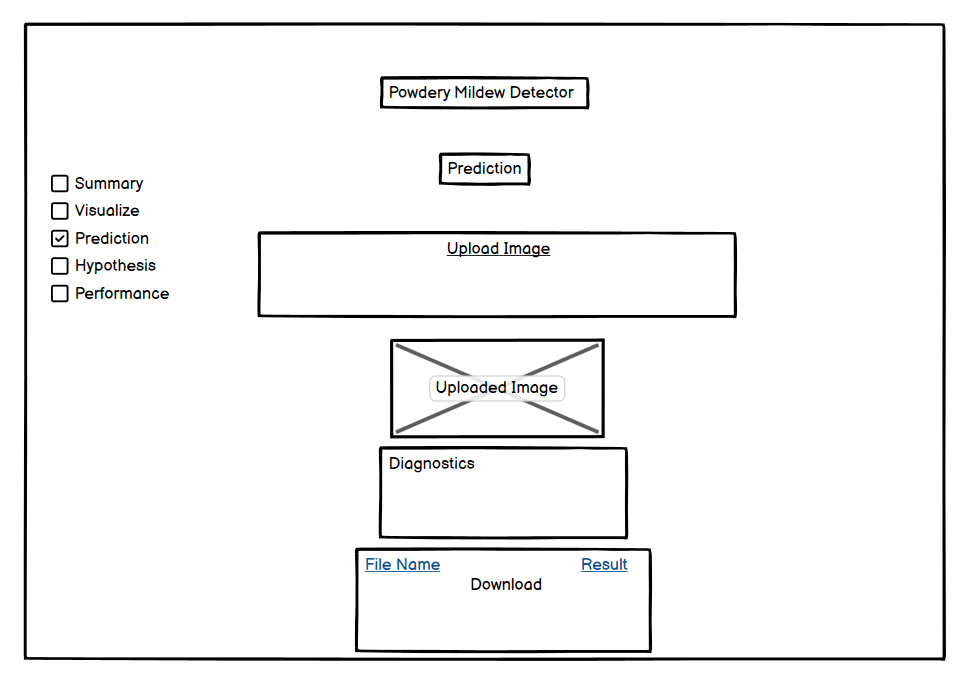 Powdery Mildew Detector
Prediction
Summary
Visualize
Prediction
Hypothesis
Performance
Upload Image
Uploaded Image
Diagnostics
File Name Result
Download